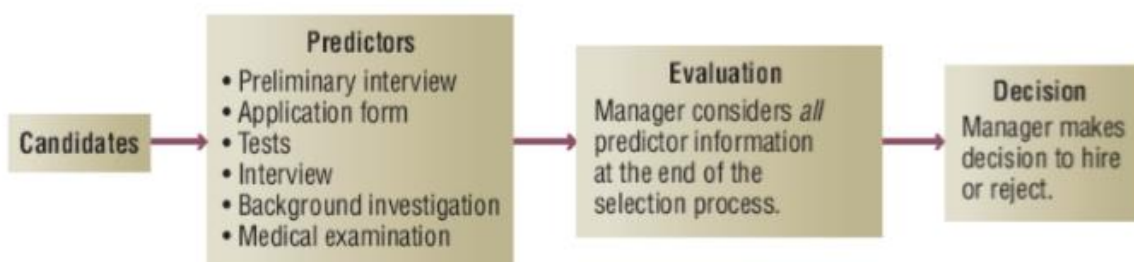 Candidates
Predictors
• Preliminary interview
• Application form
• Tests
• Interview
• Background investigation
• Medical examination
Evaluation
Manager considers all
predictor information
at the end of the
selection process.
Decision
Manager makes
decision to hire
or reject.